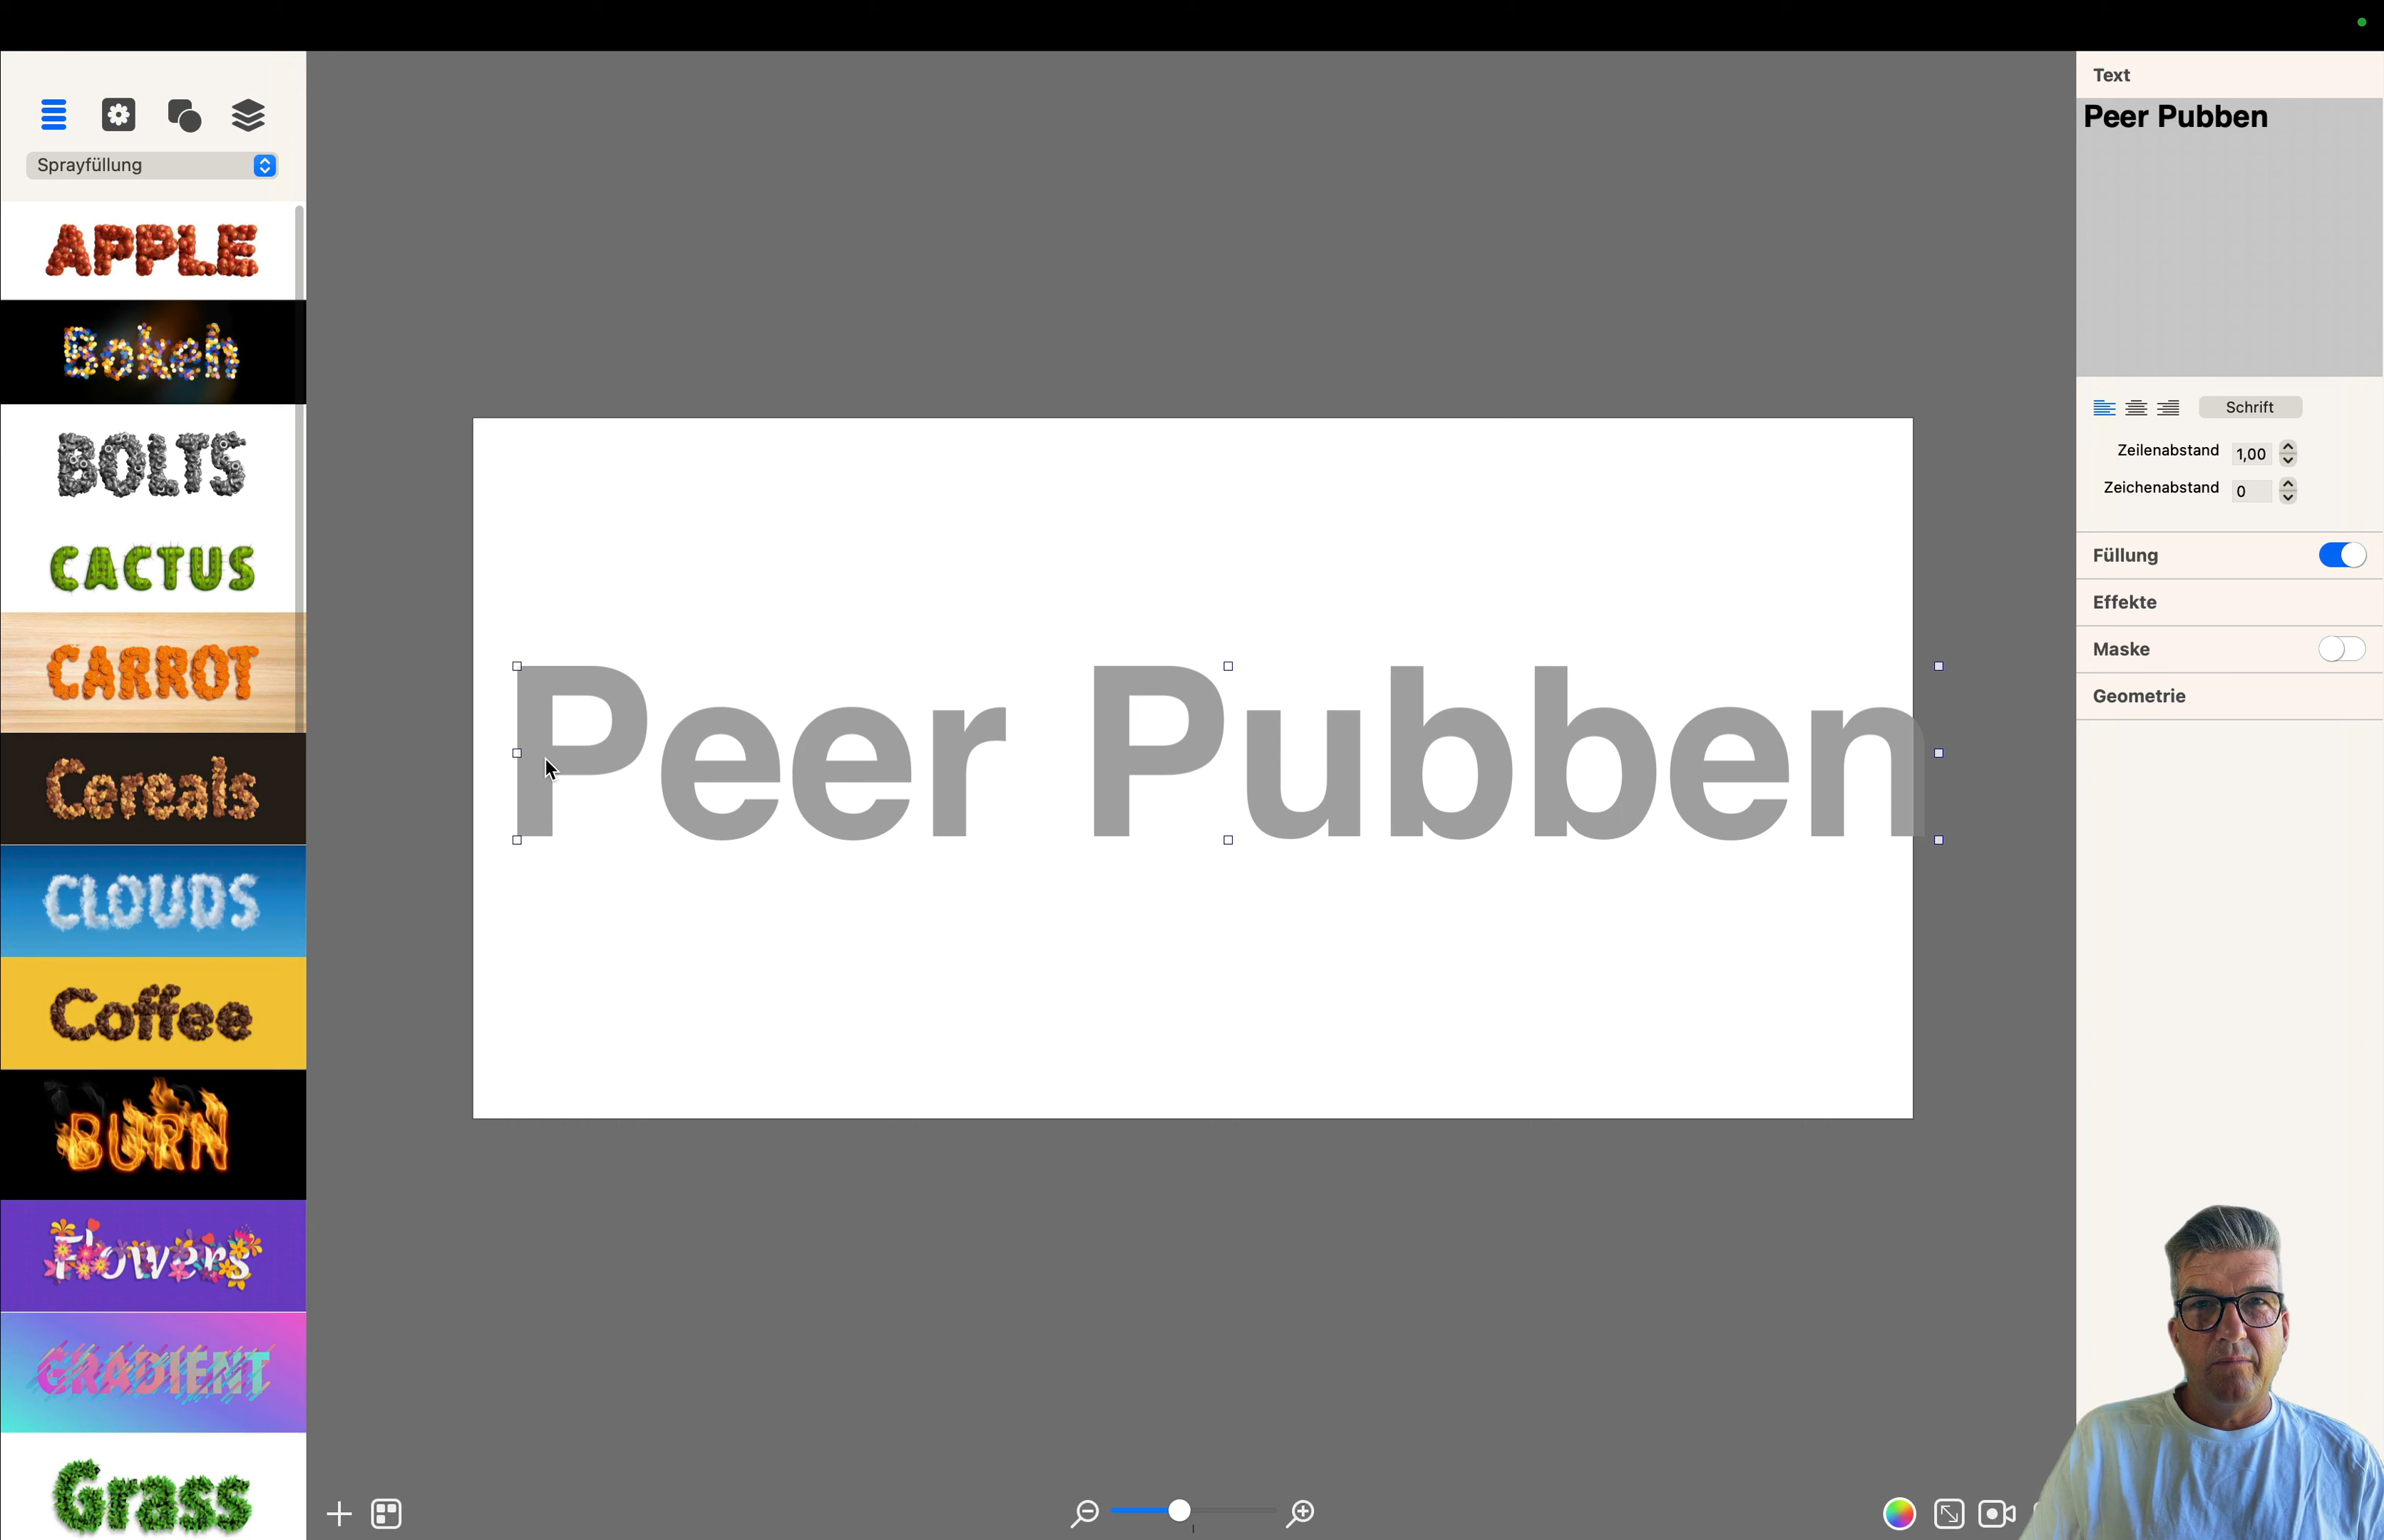 Sprayfüllung
APPLE
Bokeh
BOLTS
CACTUS
CARROT
Cereals
CLOUDS
Coffee
BURN
Flowers
GRADIENT
Grass
Peer Pubben
Text
Peer Pubben
Schrift
Zeilenabstand 1,00
Zeichenabstand 0
Füllung
Effekte
Maske
Geometrie